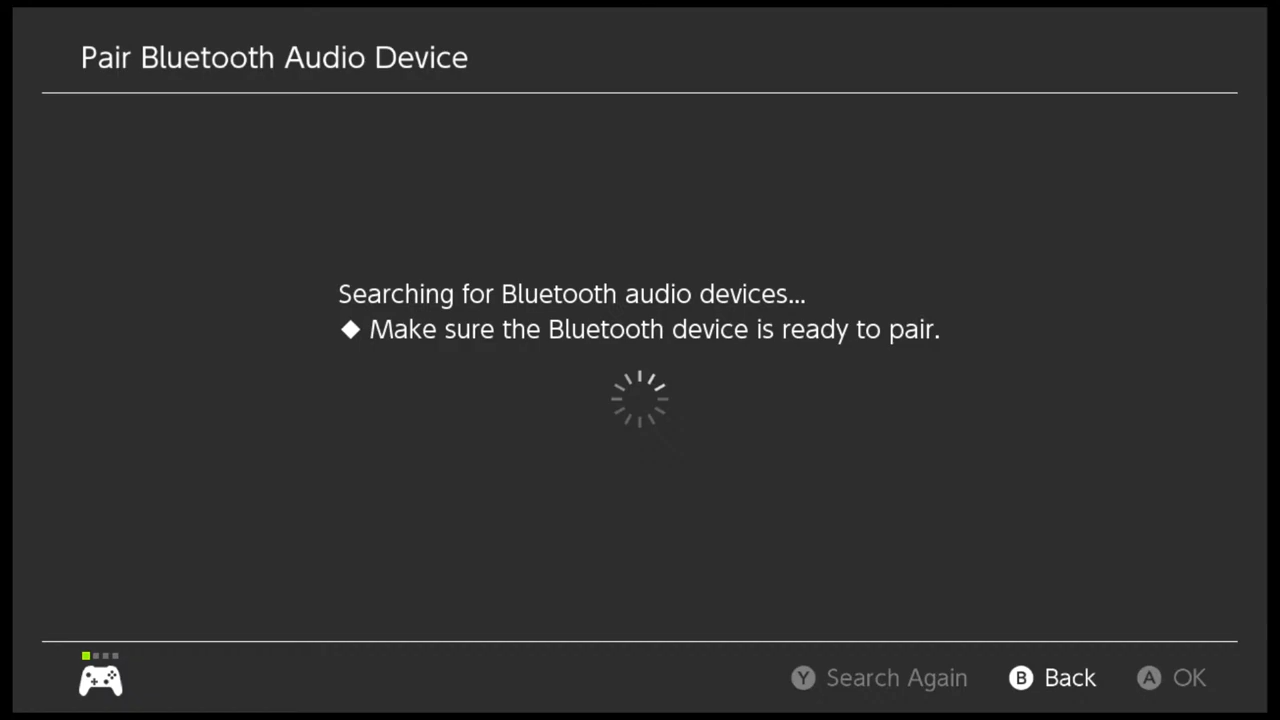 Pair Bluetooth Audio Device
Searching for Bluetooth audio devices...
◆ Make sure the Bluetooth device is ready to pair.
Y Search Again B Back A OK